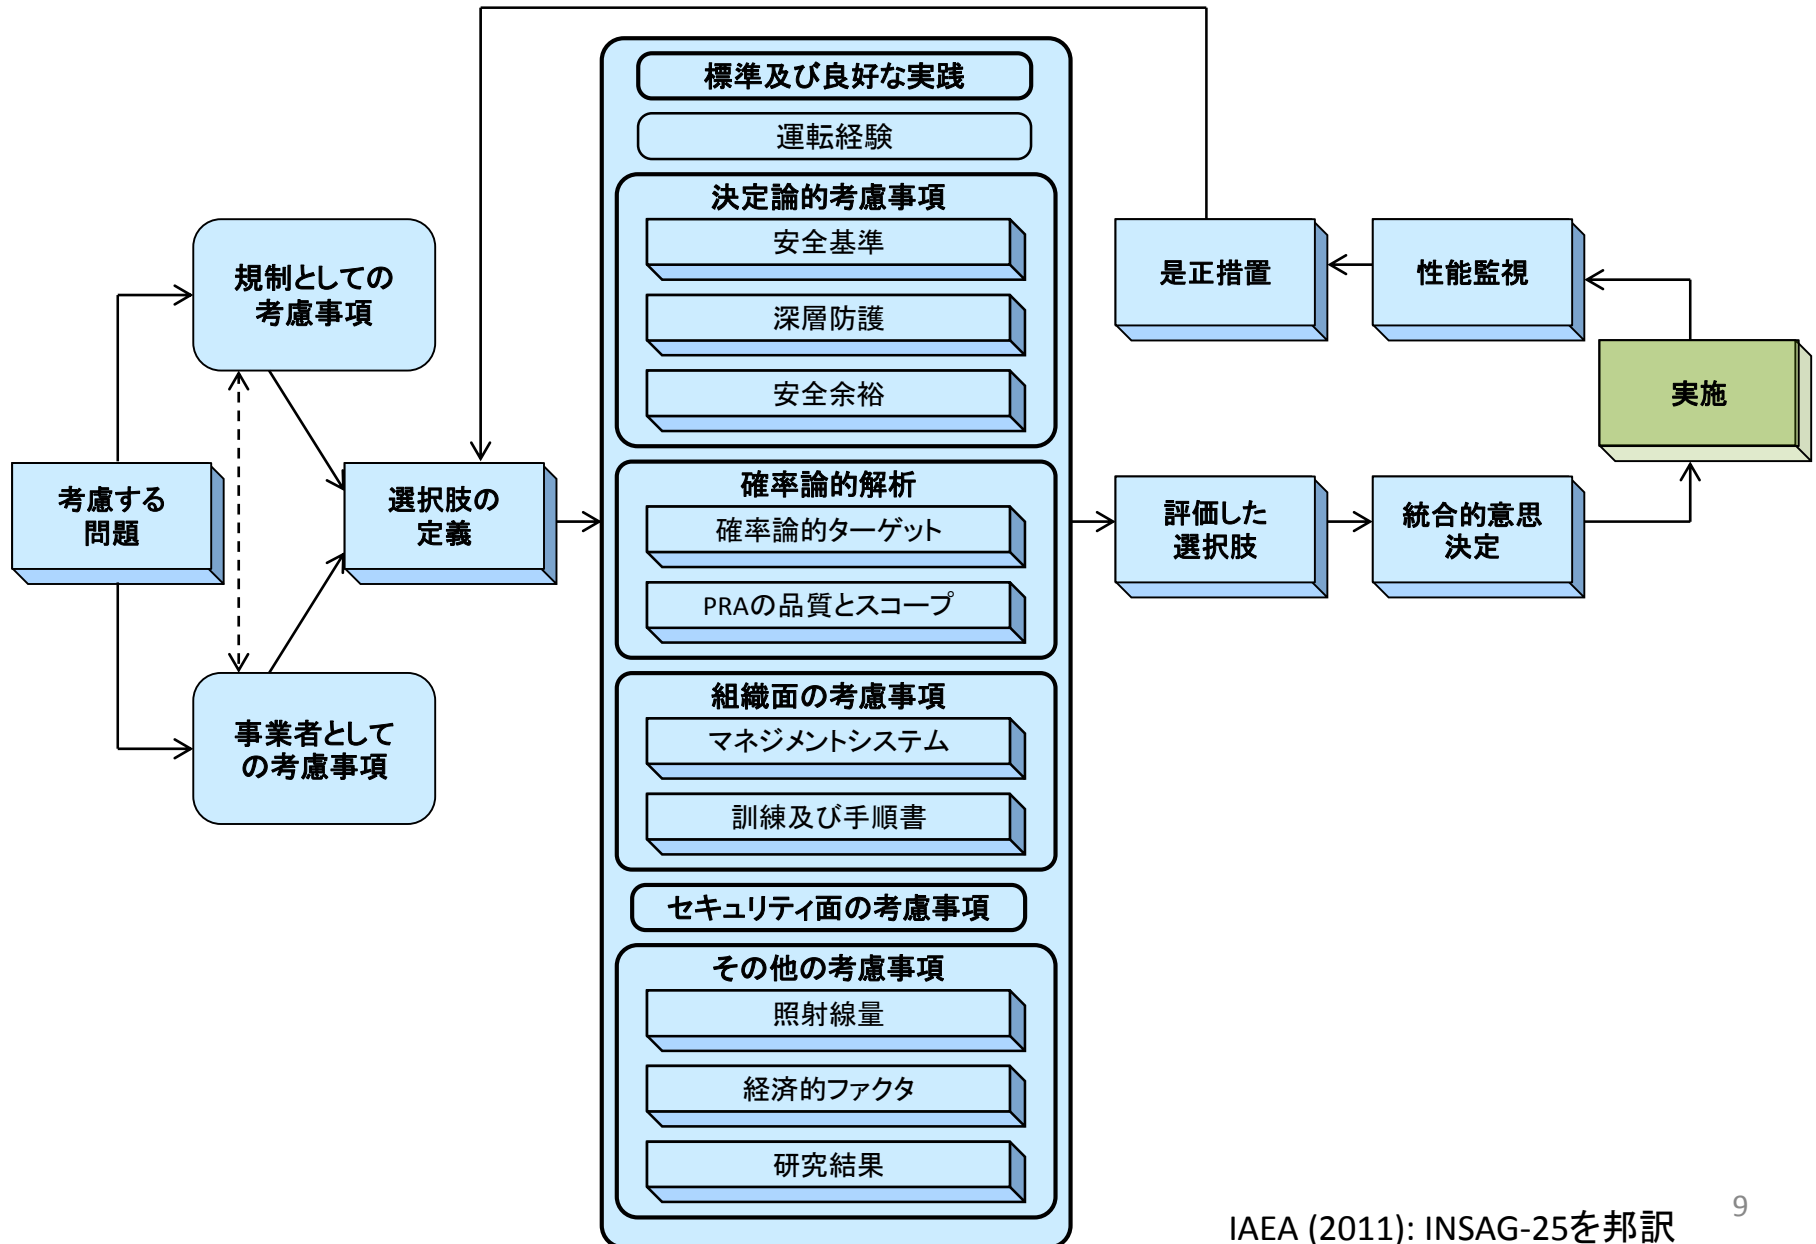 考慮する
問題
規制としての
考慮事項
事業者として
の考慮事項
選択肢の
定義
標準及び良好な実践
運転経験
決定論的考慮事項
安全基準
深層防護
安全余裕
確率論的解析
確率論的ターゲット
PRAの品質とスコープ
組織面の考慮事項
マネジメントシステム
訓練及び手順書
セキュリティ面の考慮事項
その他の考慮事項
照射線量
経済的ファクタ
研究結果
評価した
選択肢
統合的意思
決定
実施
性能監視
是正措置
IAEA (2011): INSAG-25を邦訳
9